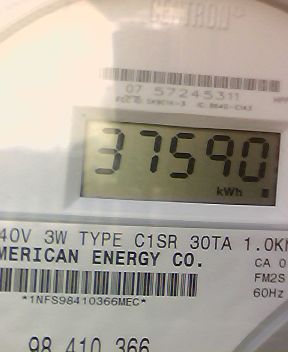 CENTRON
07 57245311
37590
kWh
40V 3W TYPE C1SR 30TA 1.0K
MERICAN ENERGY CO.
CA 0
FM2S
60Hz
*1NFS98410366MEC*
98 410 366